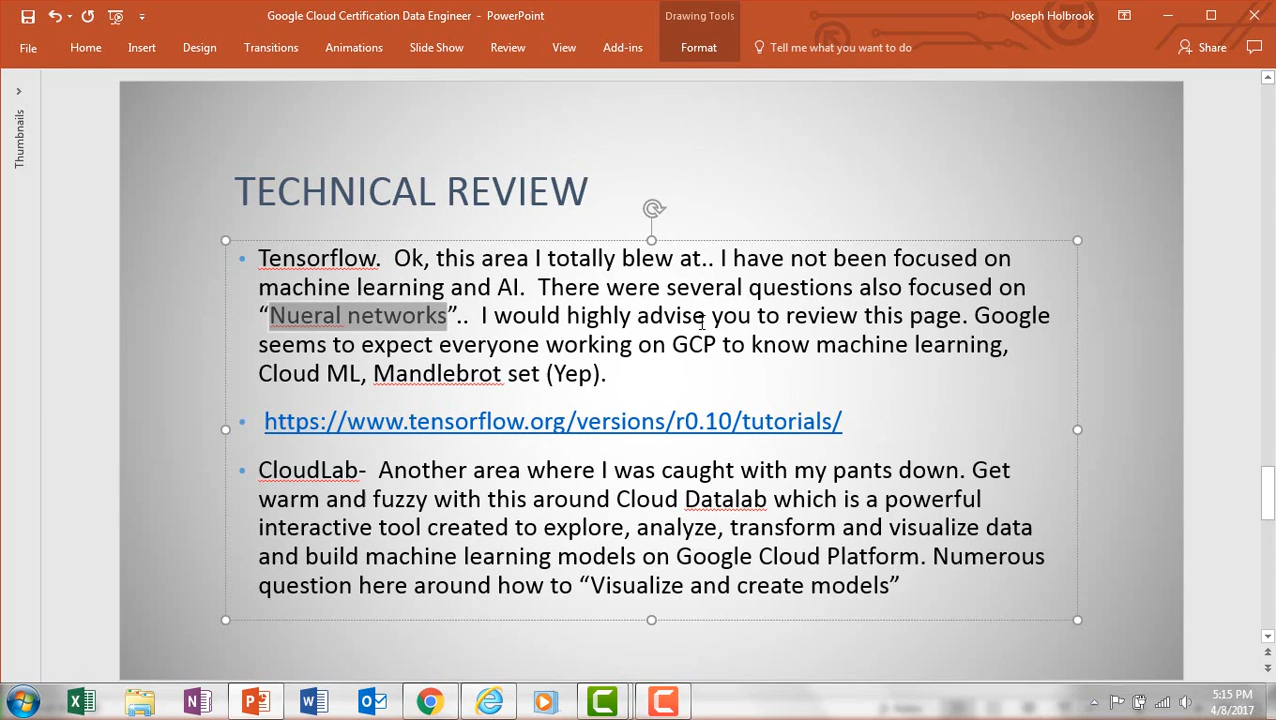 Google Cloud Certification Data Engineer - PowerPoint
Drawing Tools
Joseph Holbrook
File Home Insert Design Transitions Animations Slide Show Review View Add-ins Format Tell me what you want to do Share
Thumbnails
TECHNICAL REVIEW
• Tensorflow. Ok, this area I totally blew at.. I have not been focused on
machine learning and AI. There were several questions also focused on
“Nueral networks”.. I would highly advise you to review this page. Google
seems to expect everyone working on GCP to know machine learning,
Cloud ML, Mandlebrot set (Yep).
• https://www.tensorflow.org/versions/r0.10/tutorials/
• CloudLab- Another area where I was caught with my pants down. Get
warm and fuzzy with this around Cloud Datalab which is a powerful
interactive tool created to explore, analyze, transform and visualize data
and build machine learning models on Google Cloud Platform. Numerous
question here around how to “Visualize and create models”
5:15 PM
4/8/2017